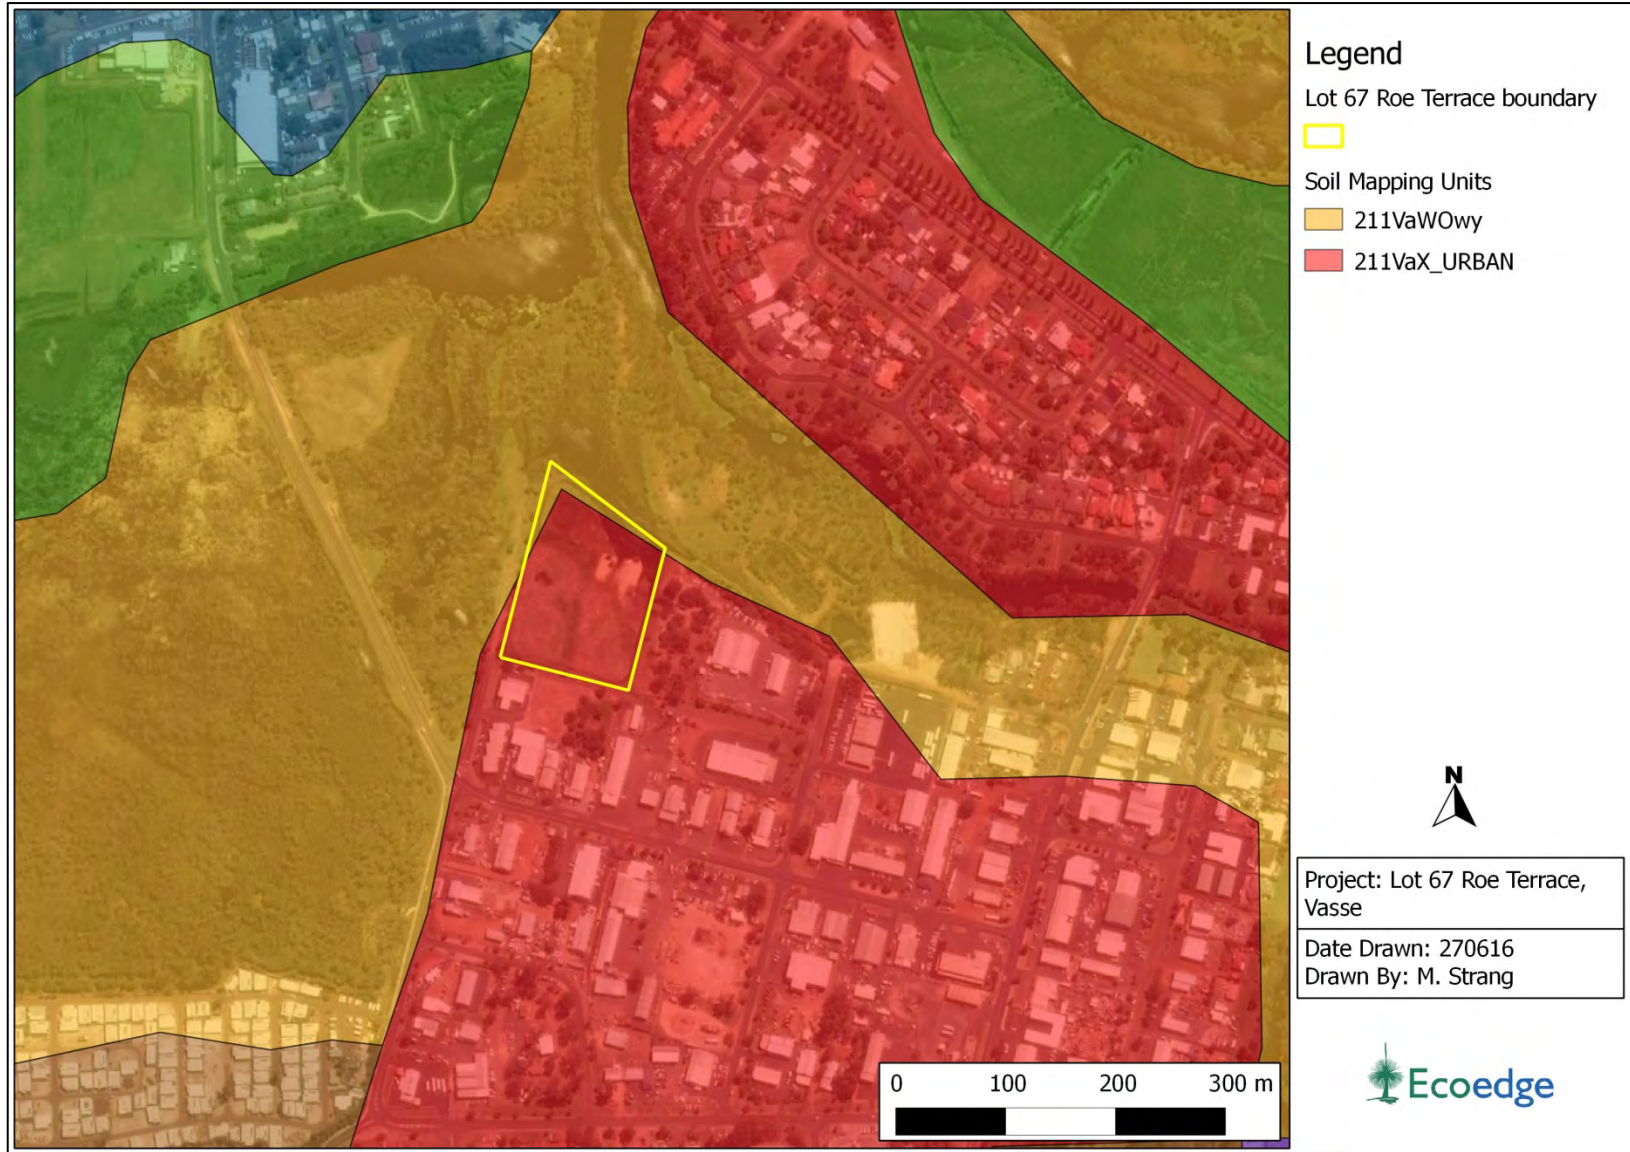 Legend
Lot 67 Roe Terrace boundary
Soil Mapping Units
211VaWOwy
211VaX_URBAN
N
Project: Lot 67 Roe Terrace,
Vasse
Date Drawn: 270616
Drawn By: M. Strang
0 100 200 300 m
Ecoedge